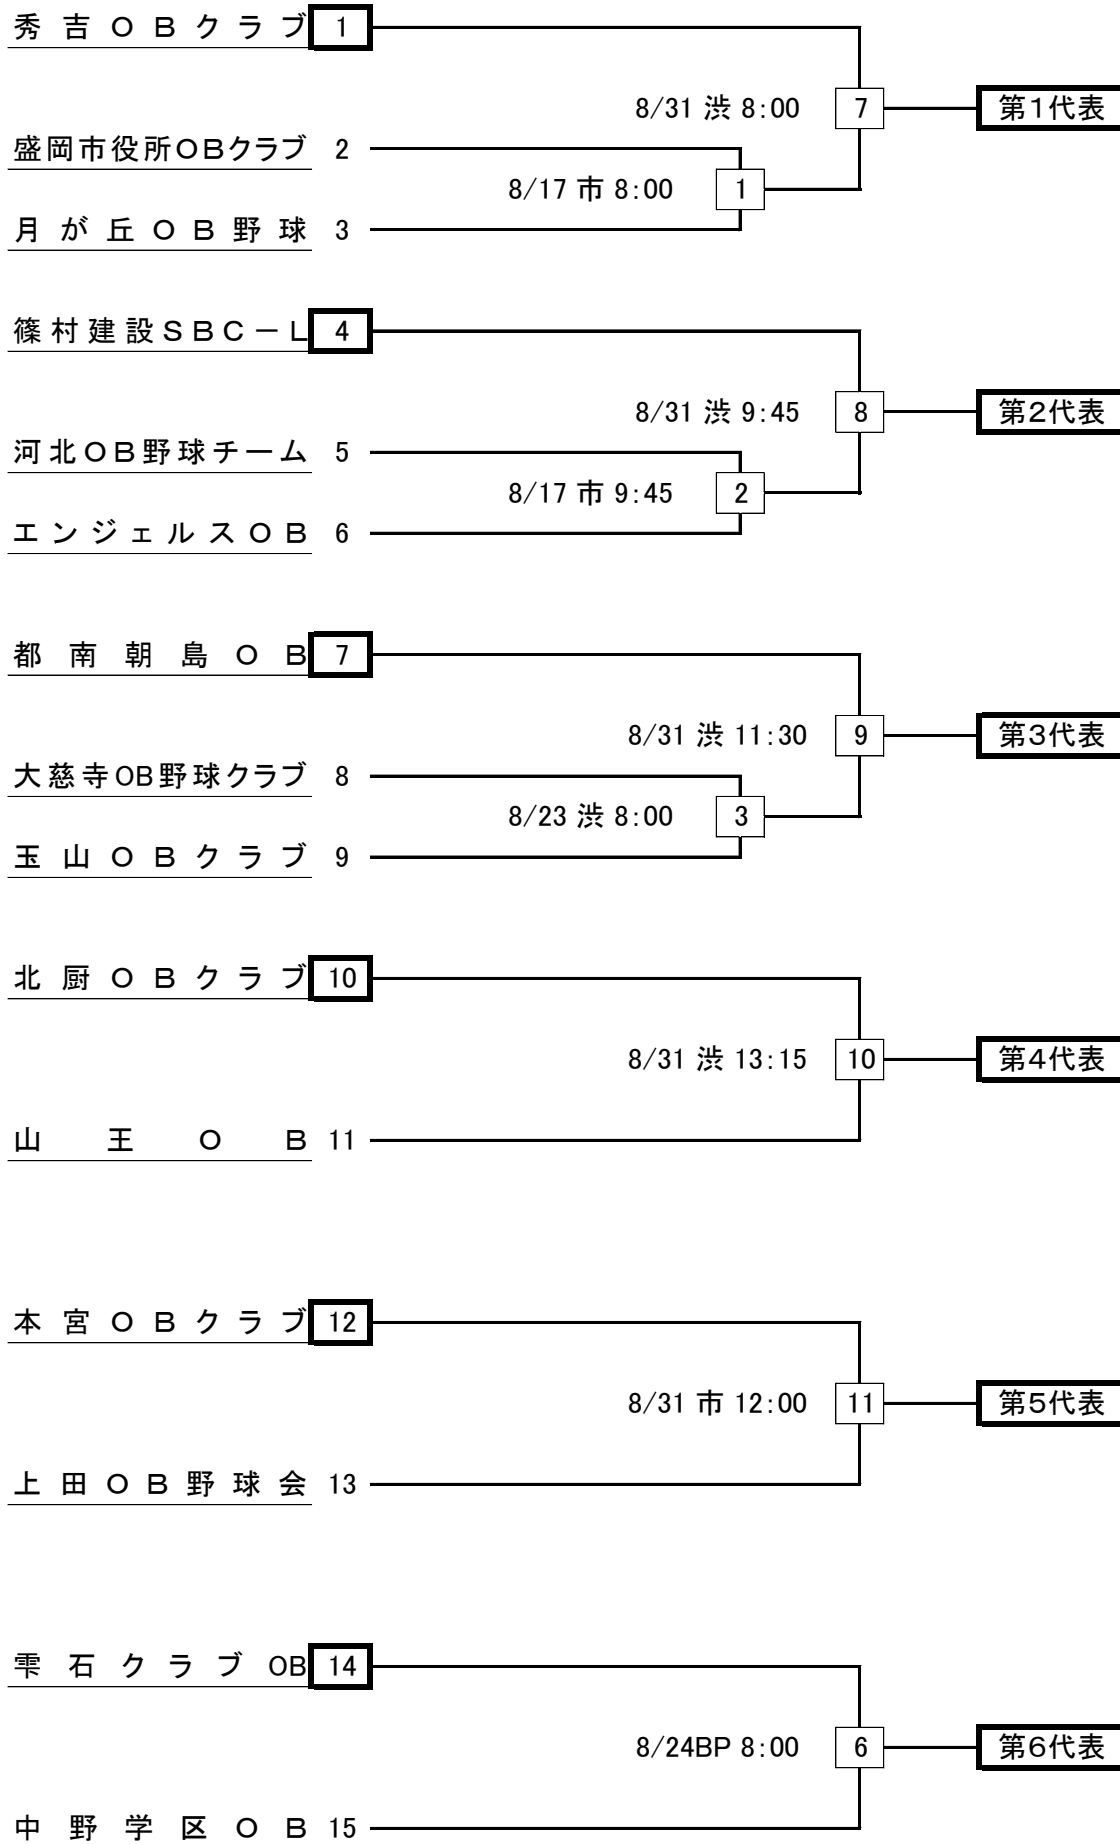 秀吉ＯＢクラブ 1
8/31 渋 8:00 7 第１代表
盛岡市役所ＯＢクラブ 2
8/17 市 8:00 1
月が丘ＯＢ野球 3
篠村建設ＳＢＣ－Ｌ 4
8/31 渋 9:45 8 第２代表
河北ＯＢ野球チーム 5
8/17 市 9:45 2
エンジェルスＯＢ 6
都南朝島ＯＢ 7
8/31 渋 11:30 9 第３代表
大慈寺OB野球クラブ 8
8/23 渋 8:00 3
玉山ＯＢクラブ 9
北厨ＯＢクラブ 10
8/31 渋 13:15 10 第４代表
山王ＯＢ 11
本宮ＯＢクラブ 12
8/31 市 12:00 11 第５代表
上田ＯＢ野球会 13
雫石クラブOB 14
8/24BP 8:00 6 第６代表
中野学区ＯＢ 15